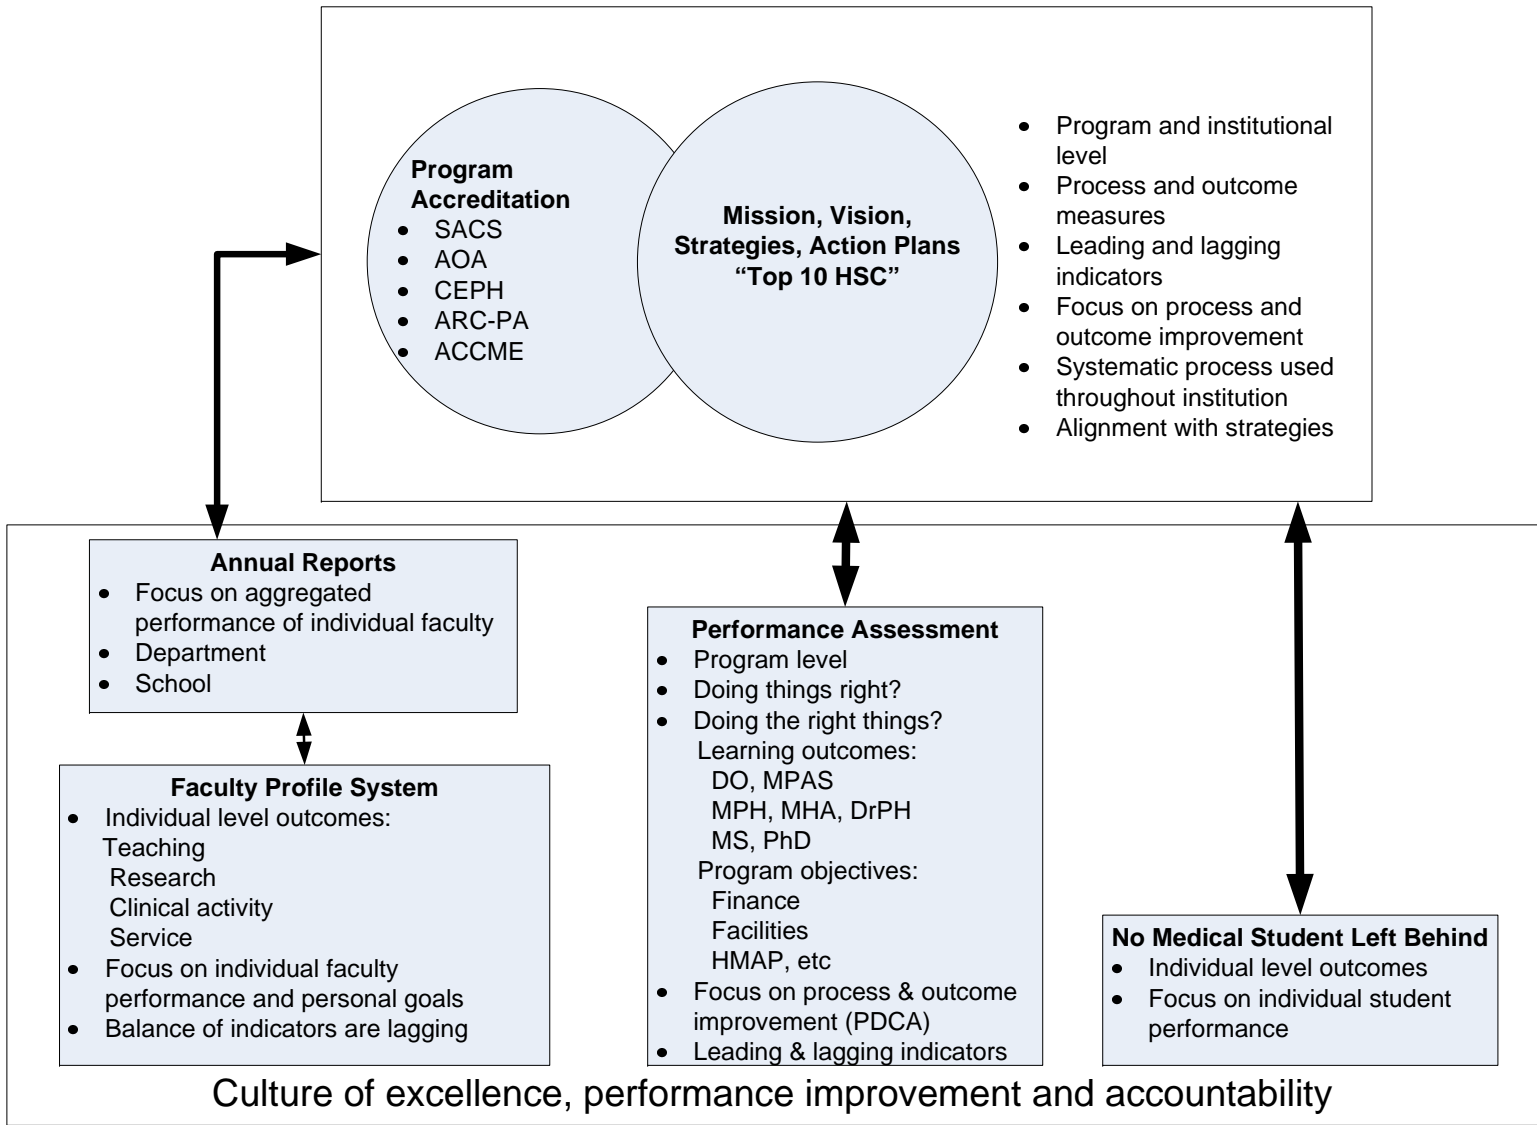 Program
Accreditation
• SACS
• AOA
• CEPH
• ARC-PA
• ACCME
Mission, Vision,
Strategies, Action Plans
“Top 10 HSC”
• Program and institutional
level
• Process and outcome
measures
• Leading and lagging
indicators
• Focus on process and
outcome improvement
• Systematic process used
throughout institution
• Alignment with strategies
Annual Reports
• Focus on aggregated
performance of individual faculty
• Department
• School
Faculty Profile System
• Individual level outcomes:
Teaching
Research
Clinical activity
Service
• Focus on individual faculty
performance and personal goals
• Balance of indicators are lagging
Performance Assessment
• Program level
• Doing things right?
• Doing the right things?
Learning outcomes:
DO, MPAS
MPH, MHA, DrPH
MS, PhD
Program objectives:
Finance
Facilities
HMAP, etc
• Focus on process & outcome
improvement (PDCA)
• Leading & lagging indicators
No Medical Student Left Behind
• Individual level outcomes
• Focus on individual student
performance
Culture of excellence, performance improvement and accountability